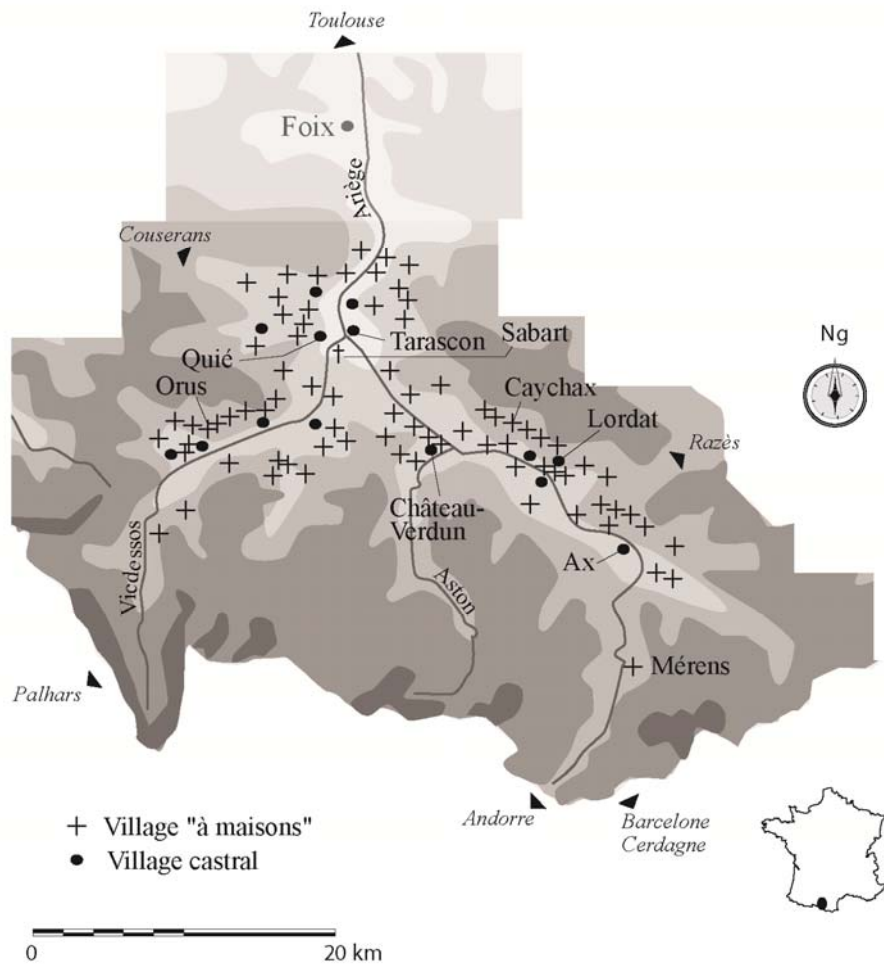 Toulouse
Foix
Ariège
Couserans
Sabart
Ng
Tarascon
Quié
Orus
Caychax
Lordat
Razès
Château-
Verdun
Vicdessos
Ax
Aston
Mérens
Palhars
Andorre
Barcelone
Cerdagne
Village "à maisons"
Village castral
0
20 km